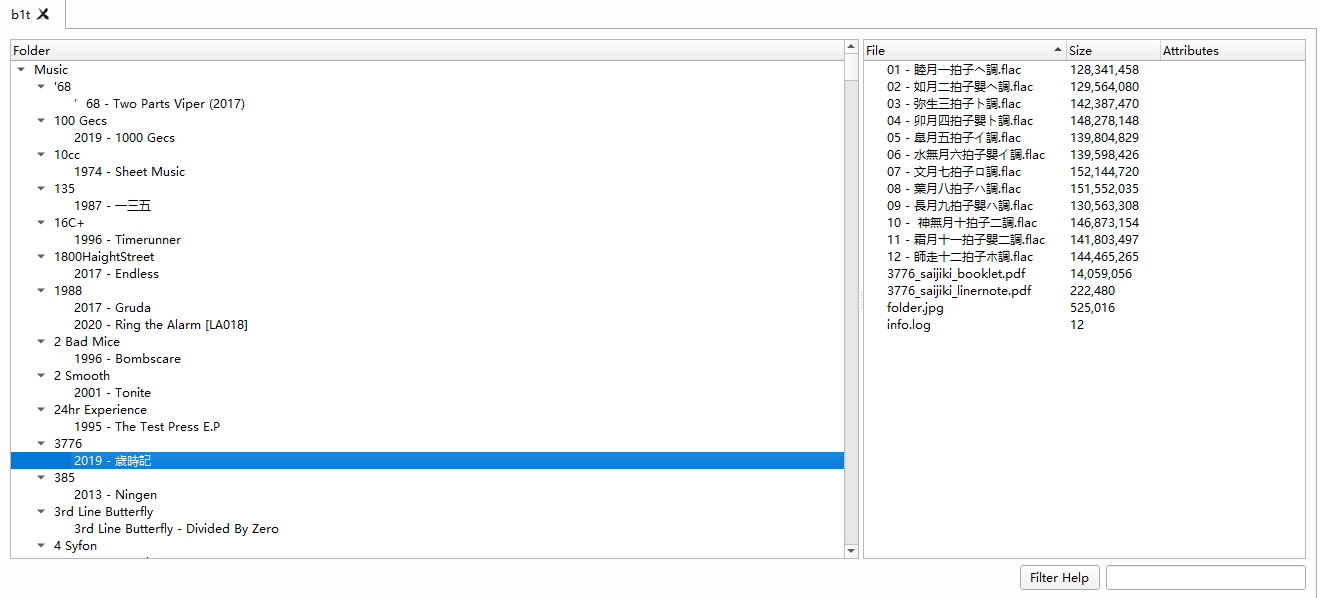 b1t X
Folder
Music
'68
′ 68 - Two Parts Viper (2017)
100 Gecs
2019 - 1000 Gecs
10cc
1974 - Sheet Music
135
1987 - 一三五
16C+
1996 - Timerunner
1800HaightStreet
2017 - Endless
1988
2017 - Gruda
2020 - Ring the Alarm [LA018]
2 Bad Mice
1996 - Bombscare
2 Smooth
2001 - Tonite
24hr Experience
1995 - The Test Press E.P
3776
2019 - 歳時記
385
2013 - Ningen
3rd Line Butterfly
3rd Line Butterfly - Divided By Zero
4 Syfon
File Size Attributes
01 - 睦月一拍子ヘ調.flac 128,341,458
02 - 如月二拍子嬰ヘ調.flac 129,564,080
03 - 弥生三拍子ト調.flac 142,387,470
04 - 卯月四拍子嬰ト調.flac 148,278,148
05 - 皐月五拍子イ調.flac 139,804,829
06 - 水無月六拍子嬰イ調.flac 139,598,426
07 - 文月七拍子ロ調.flac 152,144,720
08 - 葉月八拍子ハ調.flac 151,552,035
09 - 長月九拍子嬰ハ調.flac 130,563,308
10 - 神無月十拍子ニ調.flac 146,873,154
11 - 霜月十一拍子嬰ニ調.flac 141,803,497
12 - 師走十二拍子ホ調.flac 144,465,265
3776_saijiki_booklet.pdf 14,059,056
3776_saijiki_linernote.pdf 222,480
folder.jpg 525,016
info.log 12
Filter Help